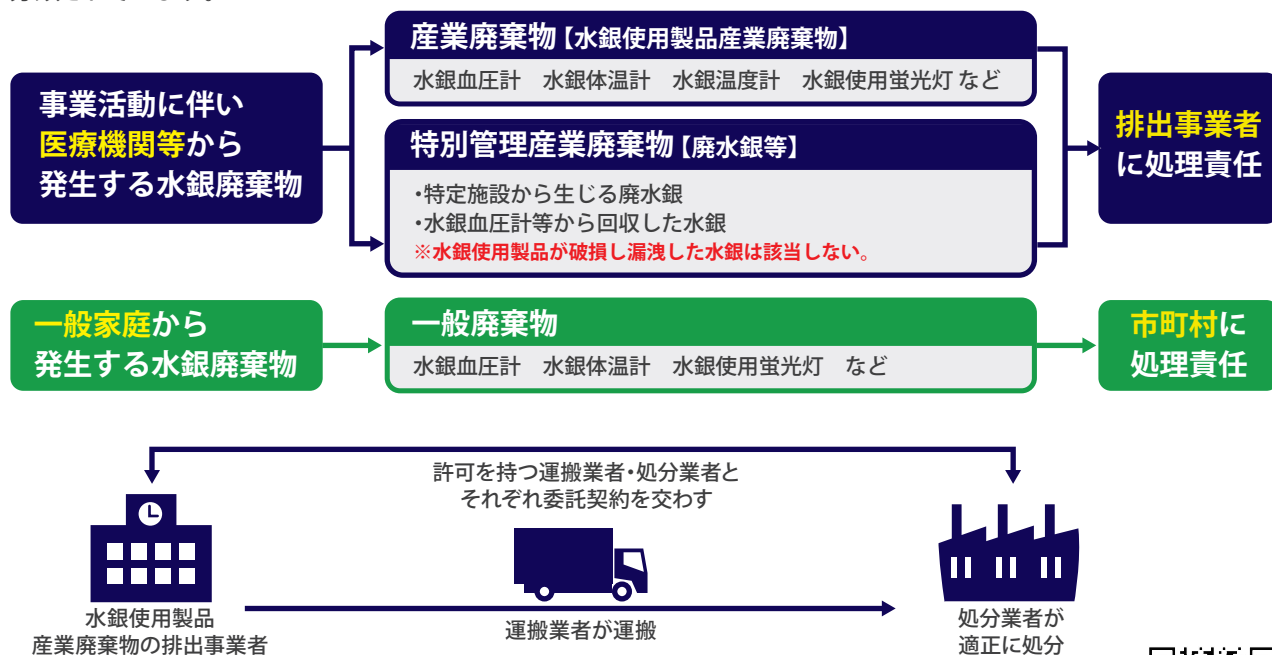 産業廃棄物【水銀使用製品産業廃棄物】
水銀血圧計　水銀体温計　水銀温度計　水銀使用蛍光灯 など
事業活動に伴い
医療機関等から
発生する水銀廃棄物
特別管理産業廃棄物【廃水銀等】
・特定施設から生じる廃水銀
・水銀血圧計等から回収した水銀
※水銀使用製品が破損し漏洩した水銀は該当しない。
排出事業者
に処理責任
一般家庭から
発生する水銀廃棄物
一般廃棄物
水銀血圧計　水銀体温計　水銀使用蛍光灯　など
市町村に
処理責任
許可を持つ運搬業者・処分業者と
それぞれ委託契約を交わす
水銀使用製品
産業廃棄物の排出事業者
運搬業者が運搬
処分業者が
適正に処分